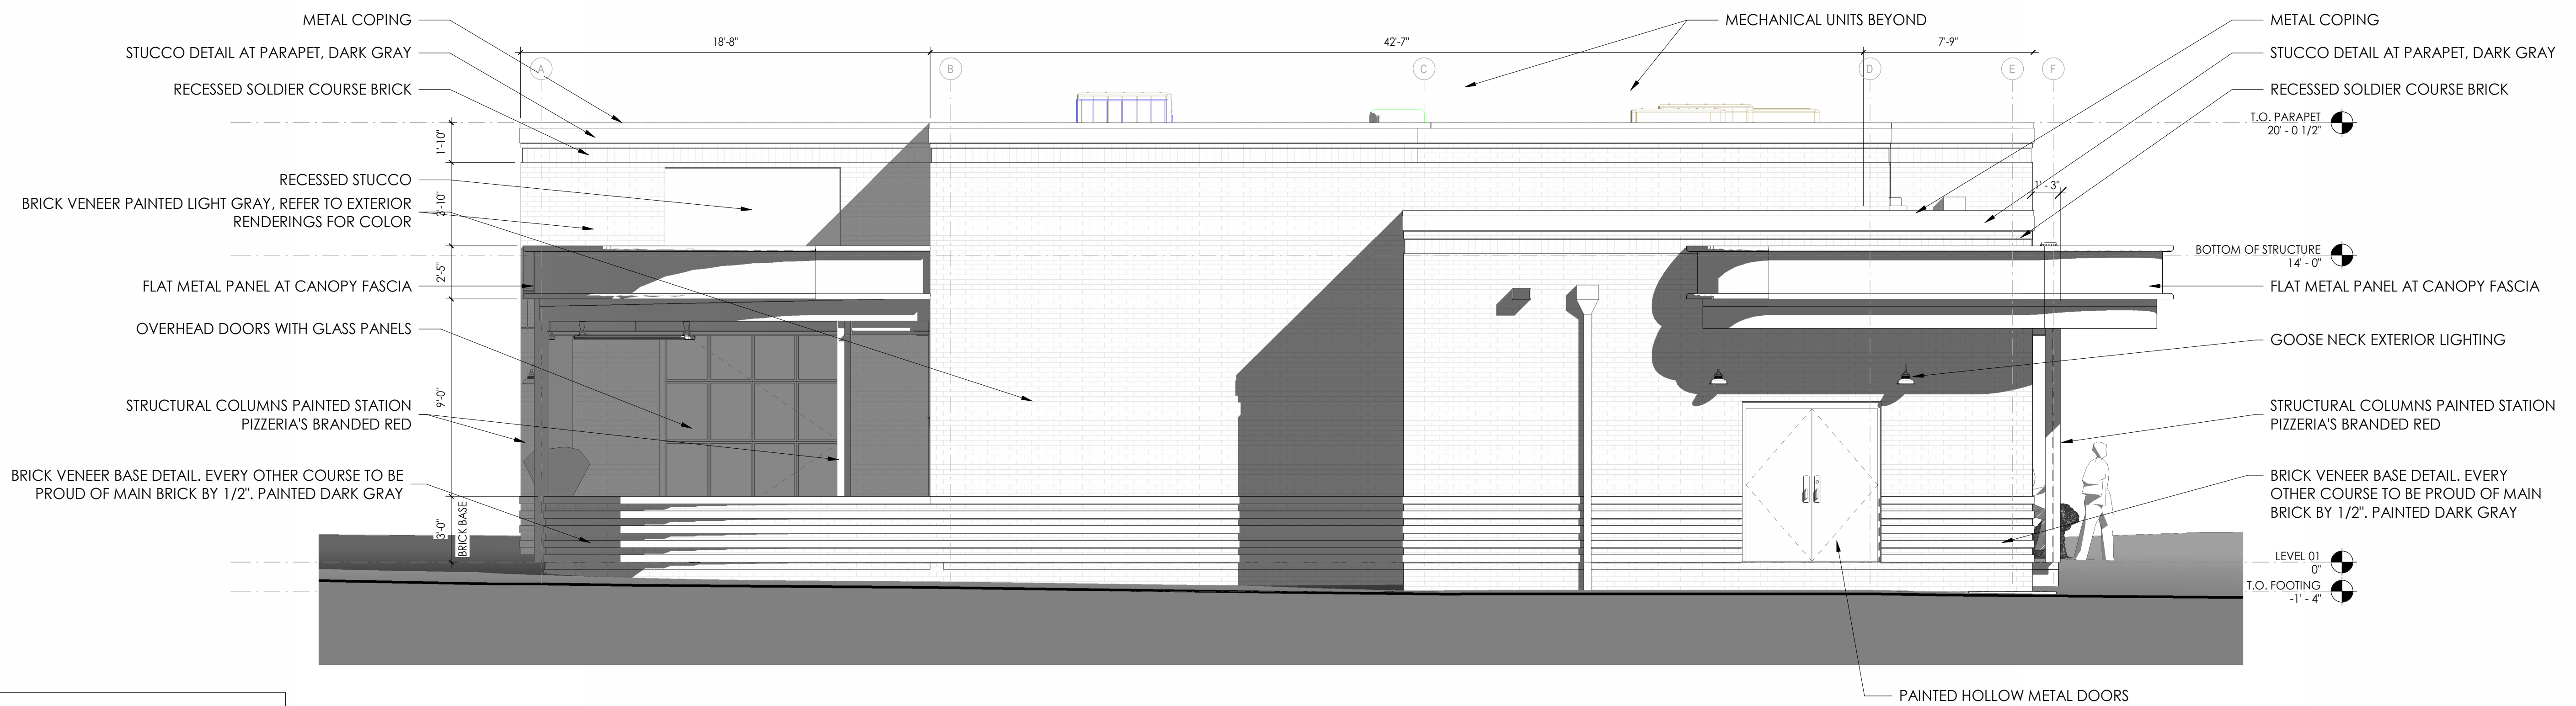 METAL COPING
STUCCO DETAIL AT PARAPET, DARK GRAY
RECESSED SOLDIER COURSE BRICK
RECESSED STUCCO
BRICK VENEER PAINTED LIGHT GRAY, REFER TO EXTERIOR
RENDERINGS FOR COLOR
FLAT METAL PANEL AT CANOPY FASCIA
OVERHEAD DOORS WITH GLASS PANELS
STRUCTURAL COLUMNS PAINTED STATION
PIZZERIA'S BRANDED RED
BRICK VENEER BASE DETAIL. EVERY OTHER COURSE TO BE
PROUD OF MAIN BRICK BY 1/2". PAINTED DARK GRAY
1'-10"
3'-10"
2'-5"
9'-0"
3'-0"
BRICK BASE
18'-8"
42'-7"
7'-9"
A
B
C
D
E
F
MECHANICAL UNITS BEYOND
1' - 3"
METAL COPING
STUCCO DETAIL AT PARAPET, DARK GRAY
RECESSED SOLDIER COURSE BRICK
T.O. PARAPET
20' - 0 1/2"
BOTTOM OF STRUCTURE
14' - 0"
FLAT METAL PANEL AT CANOPY FASCIA
GOOSE NECK EXTERIOR LIGHTING
STRUCTURAL COLUMNS PAINTED STATION
PIZZERIA'S BRANDED RED
BRICK VENEER BASE DETAIL. EVERY
OTHER COURSE TO BE PROUD OF MAIN
BRICK BY 1/2". PAINTED DARK GRAY
LEVEL 01
0"
T.O. FOOTING
-1' - 4"
PAINTED HOLLOW METAL DOORS